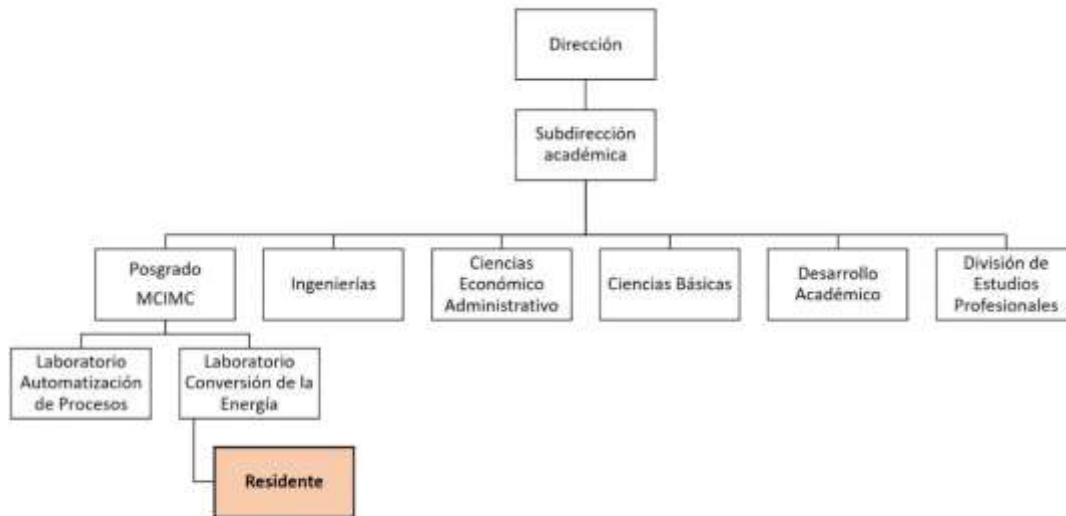 Dirección
Subdirección
académica
Posgrado
MCIMC
Ingenierías
Ciencias
Económico
Administrativo
Ciencias Básicas
Desarrollo
Académico
División de
Estudios
Profesionales
Laboratorio
Automatización
de Procesos
Laboratorio
Conversión de la
Energía
Residente